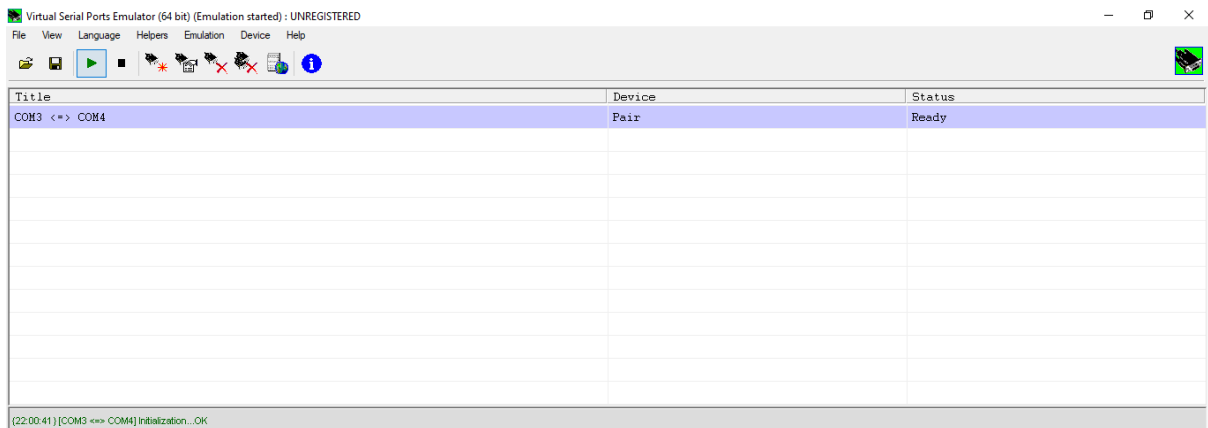 Virtual Serial Ports Emulator (64 bit) (Emulation started) : UNREGISTERED
File View Language Helpers Emulation Device Help
Title Device Status
COM3 <=> COM4 Pair Ready
(22:00:41) [COM3 <=> COM4] Initialization...OK